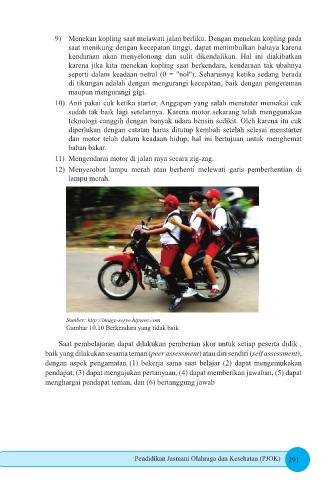 9) Menekan kopling saat melawati jalan berliku. Dengan menekan kopling pada
saat menikung dengan kecepatan tinggi, dapat menimbulkan bahaya karena
kenduraan akan menyelonong dan sulit dikendalikan. Hal ini diakibatkan
karena jika kita menekan kopling saat berkendara, kendaraan tak ubahnya
seperti dalam keadaan netral (0 = "nol"). Seharusnya ketika sedang berada
di tikungan adalah dengan mengurangi kecepatan, baik dengan pengereman
maupun mengurangi gigi.
10) Anti pakai cuk ketika starter. Anggapan yang salah menstater memakai cuk
sudah tak baik lagi setelannya. Karena motor sekarang telah menggunakan
teknologi canggih dengan banyak udara bensin sedikit. Oleh karena itu cuk
diperlukan dengan catatan harus ditutup kembali setelah selesai menstarter
dan motor telah dalam keadaan hidup, hal ini bertujuan untuk menghemat
bahan bakar.
11) Mengendarai motor di jalan raya secara zig-zag.
12) Menyerobot lampu merah atau berhenti melewati garis pemberhentian di
lampu merah.
Sumber: http://image-serve.hipwee.com
Gambar 10.10 Berkendara yang tidak baik
Saat pembelajaran dapat dilakukan pemberian skor untuk setiap peserta didik ,
baik yang dilakukan sesama teman (peer assessment) atau diri sendiri (self assessment),
dengan aspek pengamatan (1) bekerja sama saat belajar (2) dapat mengemukakan
pendapat, (3) dapat mengajukan pertanyaan, (4) dapat memberikan jawaban, (5) dapat
menghargai pendapat teman, dan (6) bertanggung jawab
Pendidikan Jasmani Olahraga dan Kesehatan (PJOK) 291